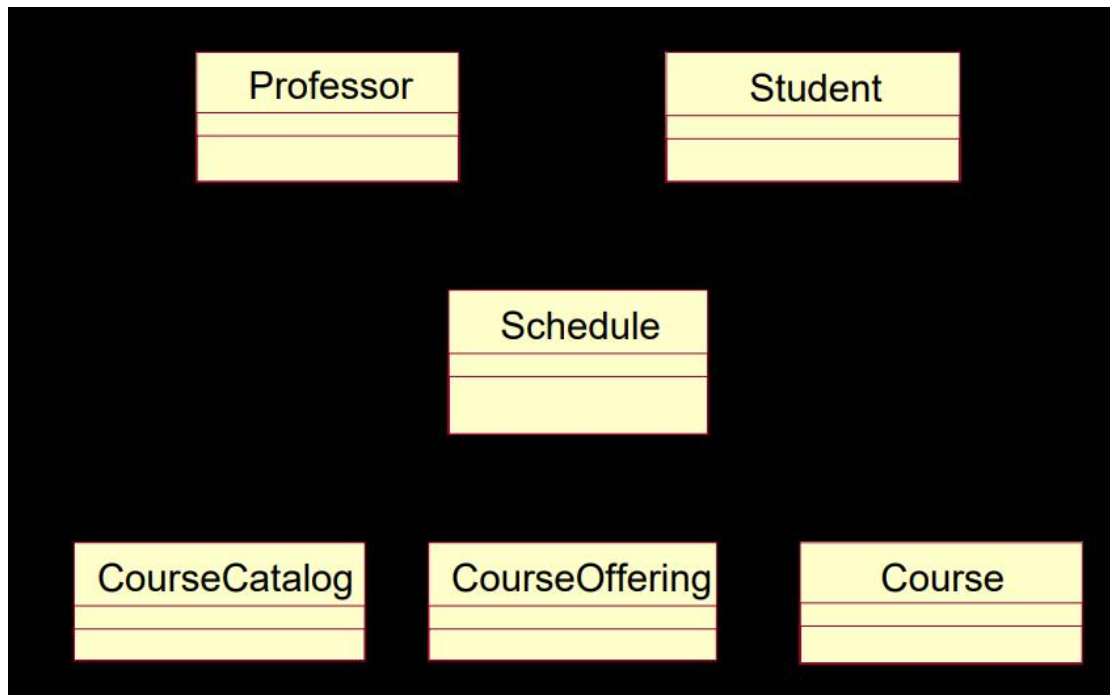 Professor
Student
Schedule
CourseCatalog
CourseOffering
Course